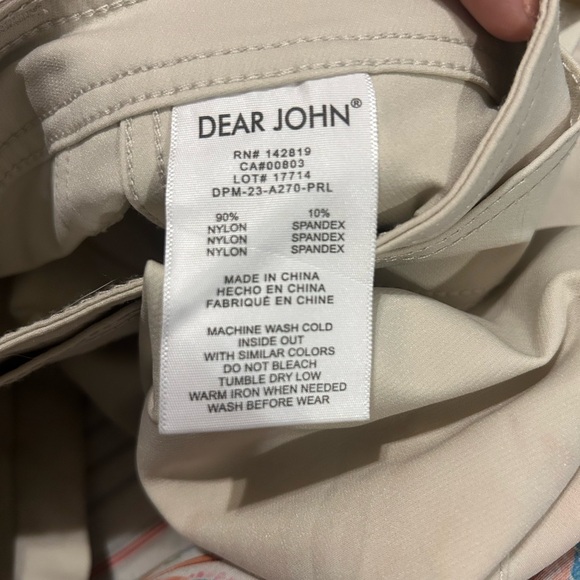 DEAR JOHN®
RN# 142819
CA#00803
LOT# 17714
DPM-23-A270-PRL
90% 10%
NYLON SPANDEX
NYLON SPANDEX
NYLON SPANDEX
MADE IN CHINA
HECHO EN CHINA
FABRIQUÉ EN CHINE
MACHINE WASH COLD
INSIDE OUT
WITH SIMILAR COLORS
DO NOT BLEACH
TUMBLE DRY LOW
WARM IRON WHEN NEEDED
WASH BEFORE WEAR